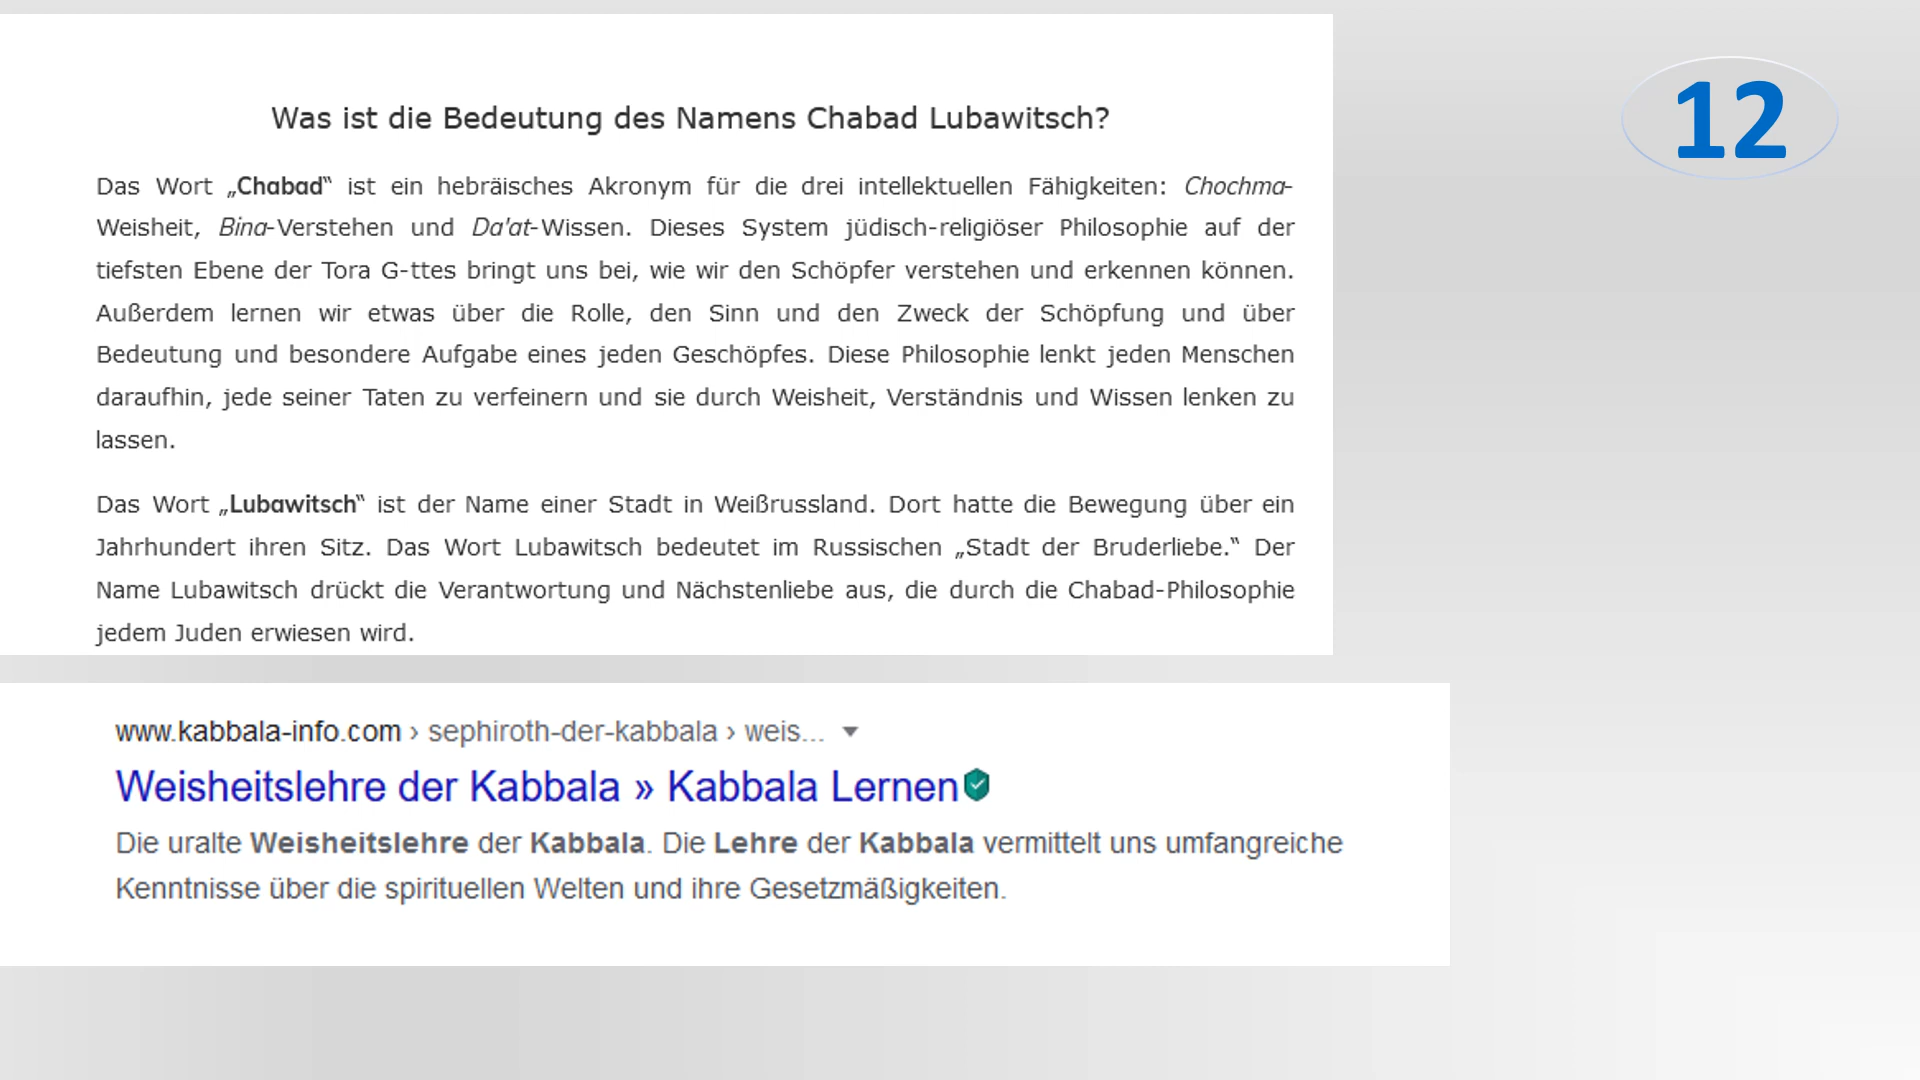 12
Was ist die Bedeutung des Namens Chabad Lubawitsch?
Das Wort „Chabad“ ist ein hebräisches Akronym für die drei intellektuellen Fähigkeiten: Chochma-
Weisheit, Bina-Verstehen und Da'at-Wissen. Dieses System jüdisch-religiöser Philosophie auf der
tiefsten Ebene der Tora G-ttes bringt uns bei, wie wir den Schöpfer verstehen und erkennen können.
Außerdem lernen wir etwas über die Rolle, den Sinn und den Zweck der Schöpfung und über
Bedeutung und besondere Aufgabe eines jeden Geschöpfes. Diese Philosophie lenkt jeden Menschen
daraufhin, jede seiner Taten zu verfeinern und sie durch Weisheit, Verständnis und Wissen lenken zu
lassen.
Das Wort „Lubawitsch“ ist der Name einer Stadt in Weißrussland. Dort hatte die Bewegung über ein
Jahrhundert ihren Sitz. Das Wort Lubawitsch bedeutet im Russischen „Stadt der Bruderliebe.“ Der
Name Lubawitsch drückt die Verantwortung und Nächstenliebe aus, die durch die Chabad-Philosophie
jedem Juden erwiesen wird.
www.kabbala-info.com › sephiroth-der-kabbala › weis...
Weisheitslehre der Kabbala » Kabbala Lernen
Die uralte Weisheitslehre der Kabbala. Die Lehre der Kabbala vermittelt uns umfangreiche
Kenntnisse über die spirituellen Welten und ihre Gesetzmäßigkeiten.